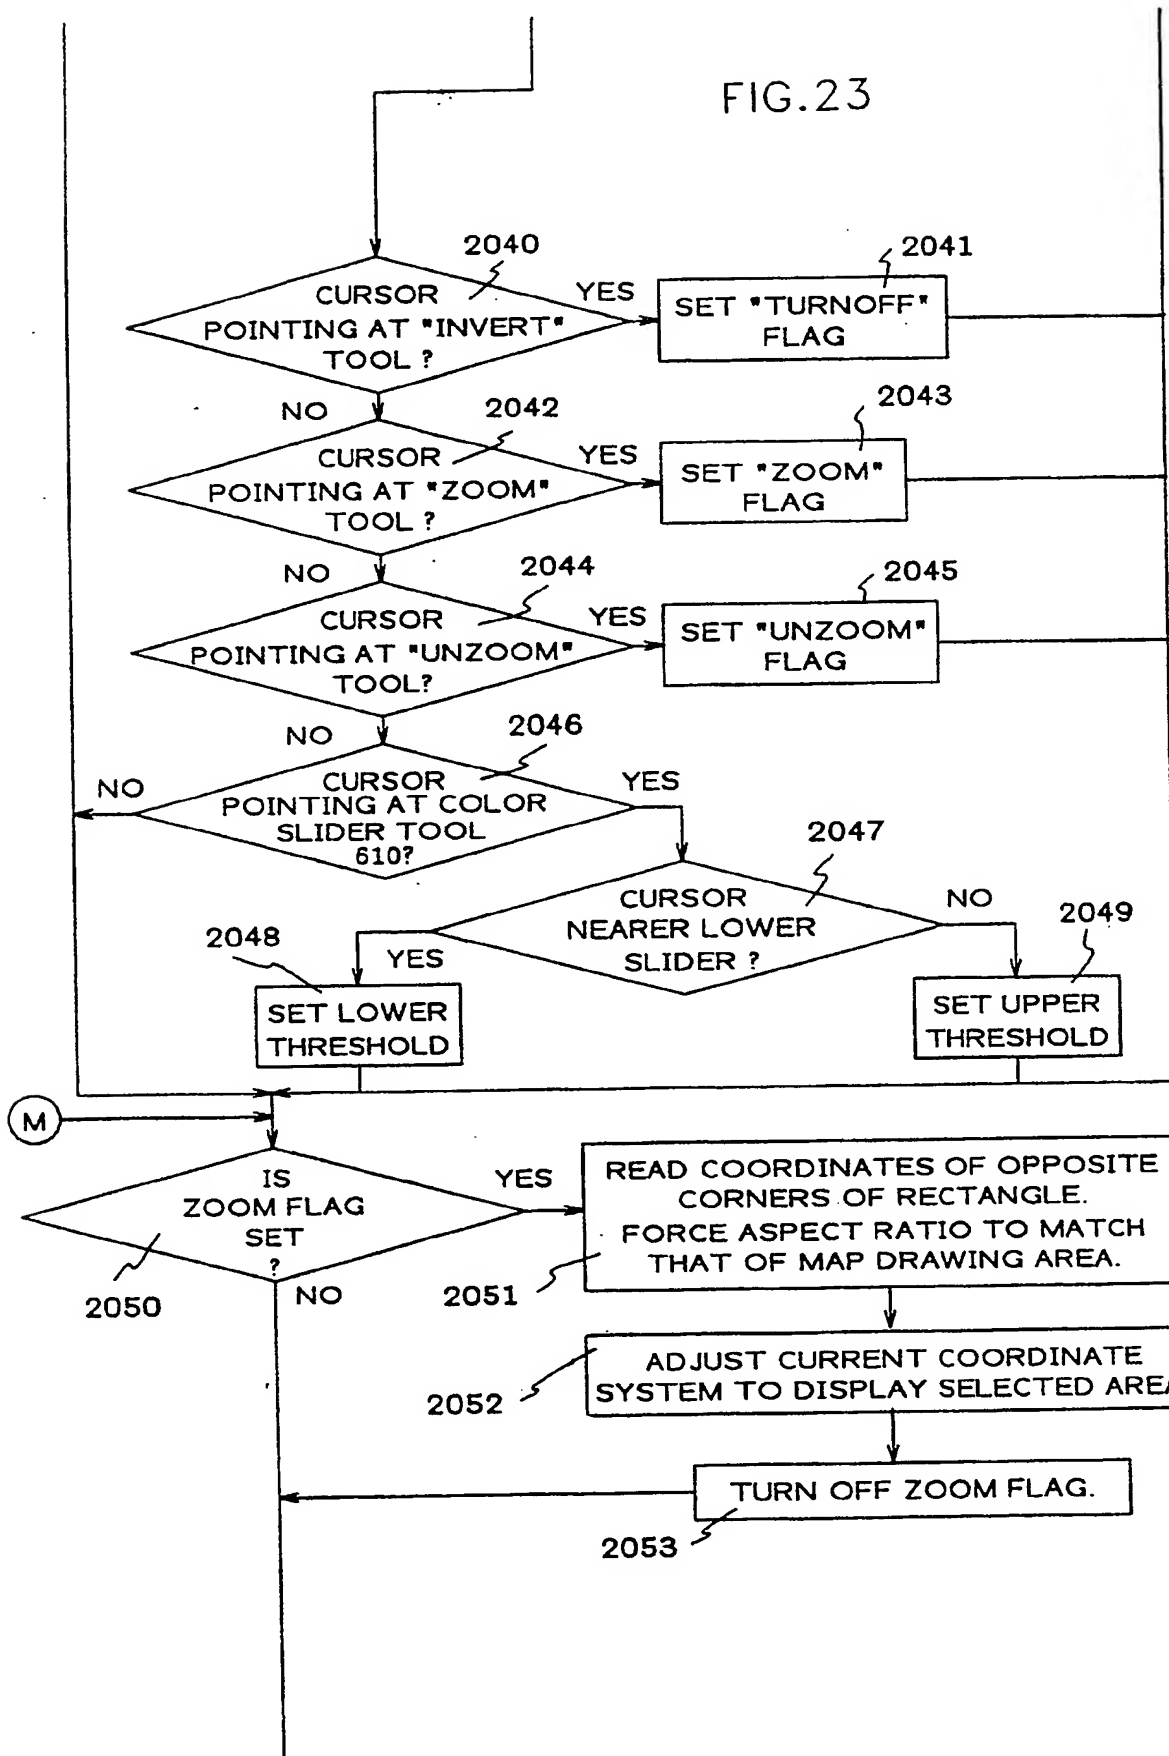 FIG.23
2040
CURSOR
POINTING AT "INVERT"
TOOL ?
YES
2041
SET "TURNOFF"
FLAG
NO
2042
CURSOR
POINTING AT "ZOOM"
TOOL ?
YES
2043
SET "ZOOM"
FLAG
NO
2044
CURSOR
POINTING AT "UNZOOM"
TOOL?
YES
2045
SET "UNZOOM"
FLAG
NO
2046
NO
CURSOR
POINTING AT COLOR
SLIDER TOOL
610?
YES
2047
CURSOR
NEARER LOWER
SLIDER ?
NO
2048
YES
2049
SET LOWER
THRESHOLD
SET UPPER
THRESHOLD
M
IS
ZOOM FLAG
SET
?
YES
2050
NO
READ COORDINATES OF OPPOSITE
CORNERS OF RECTANGLE.
FORCE ASPECT RATIO TO MATCH
THAT OF MAP DRAWING AREA.
2051
ADJUST CURRENT COORDINATE
SYSTEM TO DISPLAY SELECTED AREA
2052
TURN OFF ZOOM FLAG.
2053